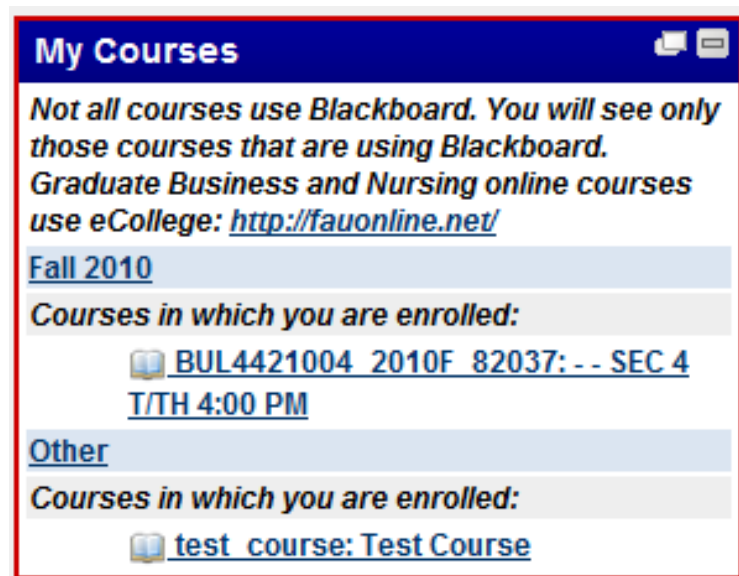 My Courses
Not all courses use Blackboard. You will see only
those courses that are using Blackboard.
Graduate Business and Nursing online courses
use eCollege: http://fauonline.net/
Fall 2010
Courses in which you are enrolled:
BUL4421004_2010F_82037: - - SEC 4
T/TH 4:00 PM
Other
Courses in which you are enrolled:
test_course: Test Course